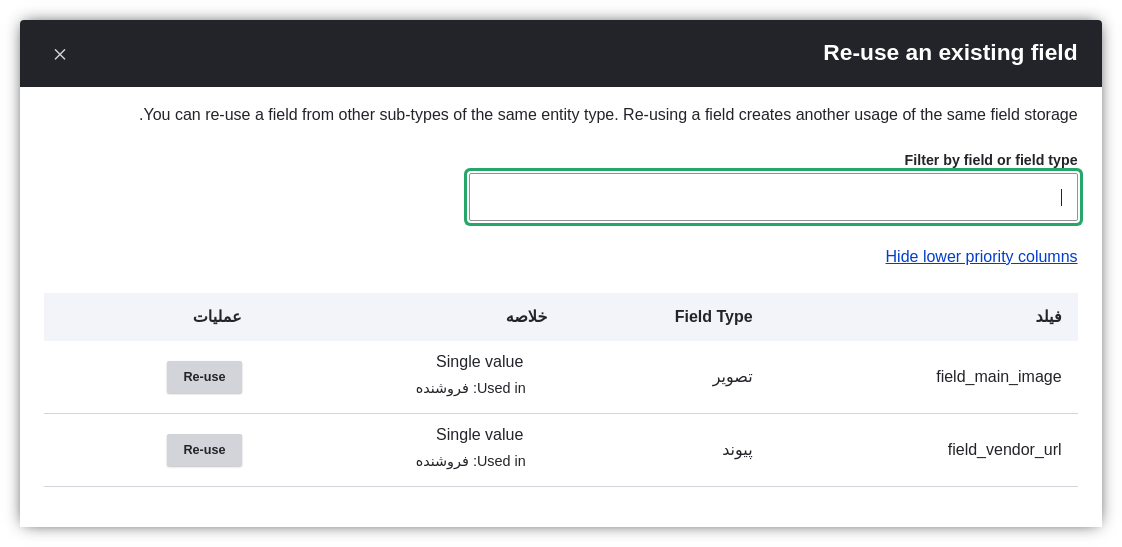 Re-use an existing field
You can re-use a field from other sub-types of the same entity type. Re-using a field creates another usage of the same field storage.
Filter by field or field type
Hide lower priority columns
فیلد Field Type خلاصه عملیات
field_main_image تصویر Single value Re-use
Used in: فروشنده
field_vendor_url پیوند Single value Re-use
Used in: فروشنده